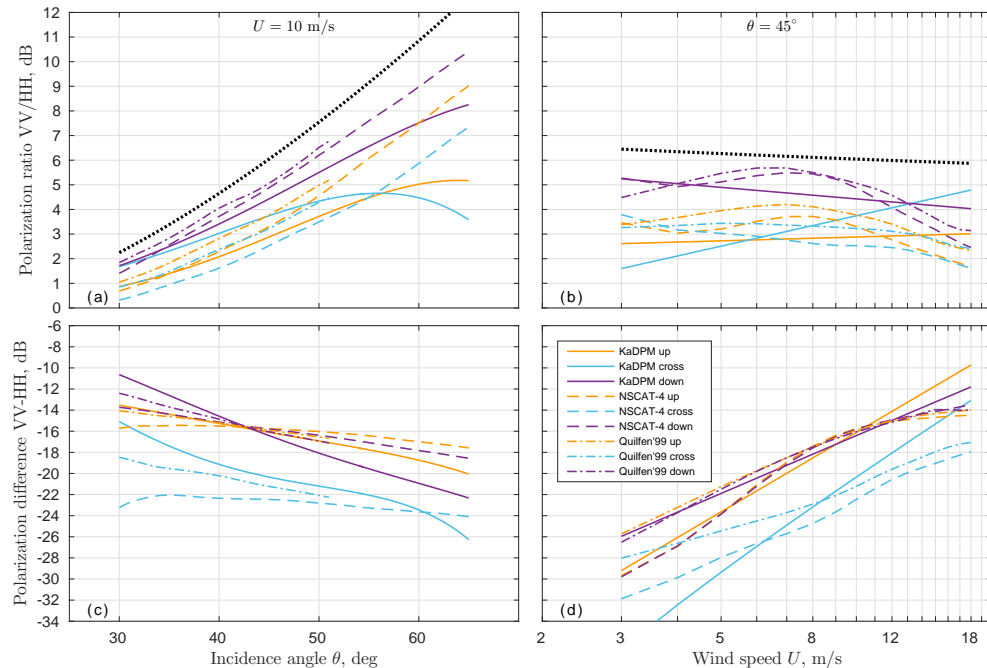 U = 10 m/s
θ = 45°
Polarization ratio VV/HH, dB
12
11
10
9
8
7
6
5
4
3
2
1
0
(a)
(b)
Polarization difference VV-HH, dB
-6
-8
-10
-12
-14
-16
-18
-20
-22
-24
-26
-28
-30
-32
-34
(c)
KaDPM up
KaDPM cross
KaDPM down
NSCAT-4 up
NSCAT-4 cross
NSCAT-4 down
Quilfen'99 up
Quilfen'99 cross
Quilfen'99 down
(d)
30 40 50 60
2 3 5 8 12 18
Incidence angle θ, deg
Wind speed U, m/s